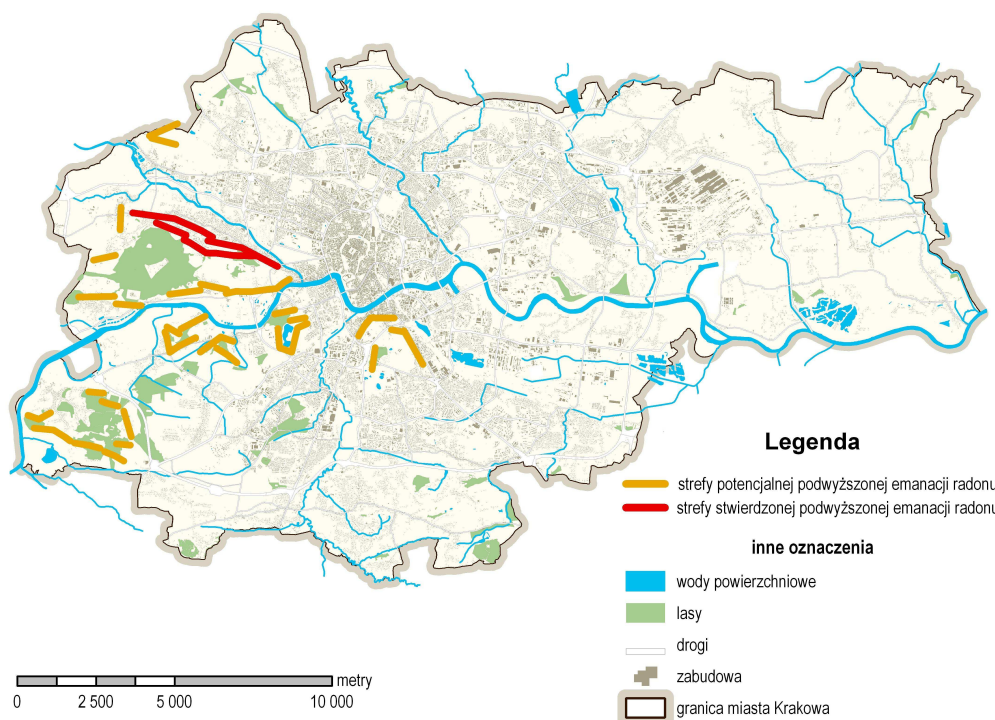 Legenda
strefy potencjalnej podwyższonej emanacji radonu
strefy stwierdzonej podwyższonej emanacji radonu
inne oznaczenia
wody powierzchniowe
lasy
drogi
zabudowa
granica miasta Krakowa
metry
0 2 500 5 000 10 000